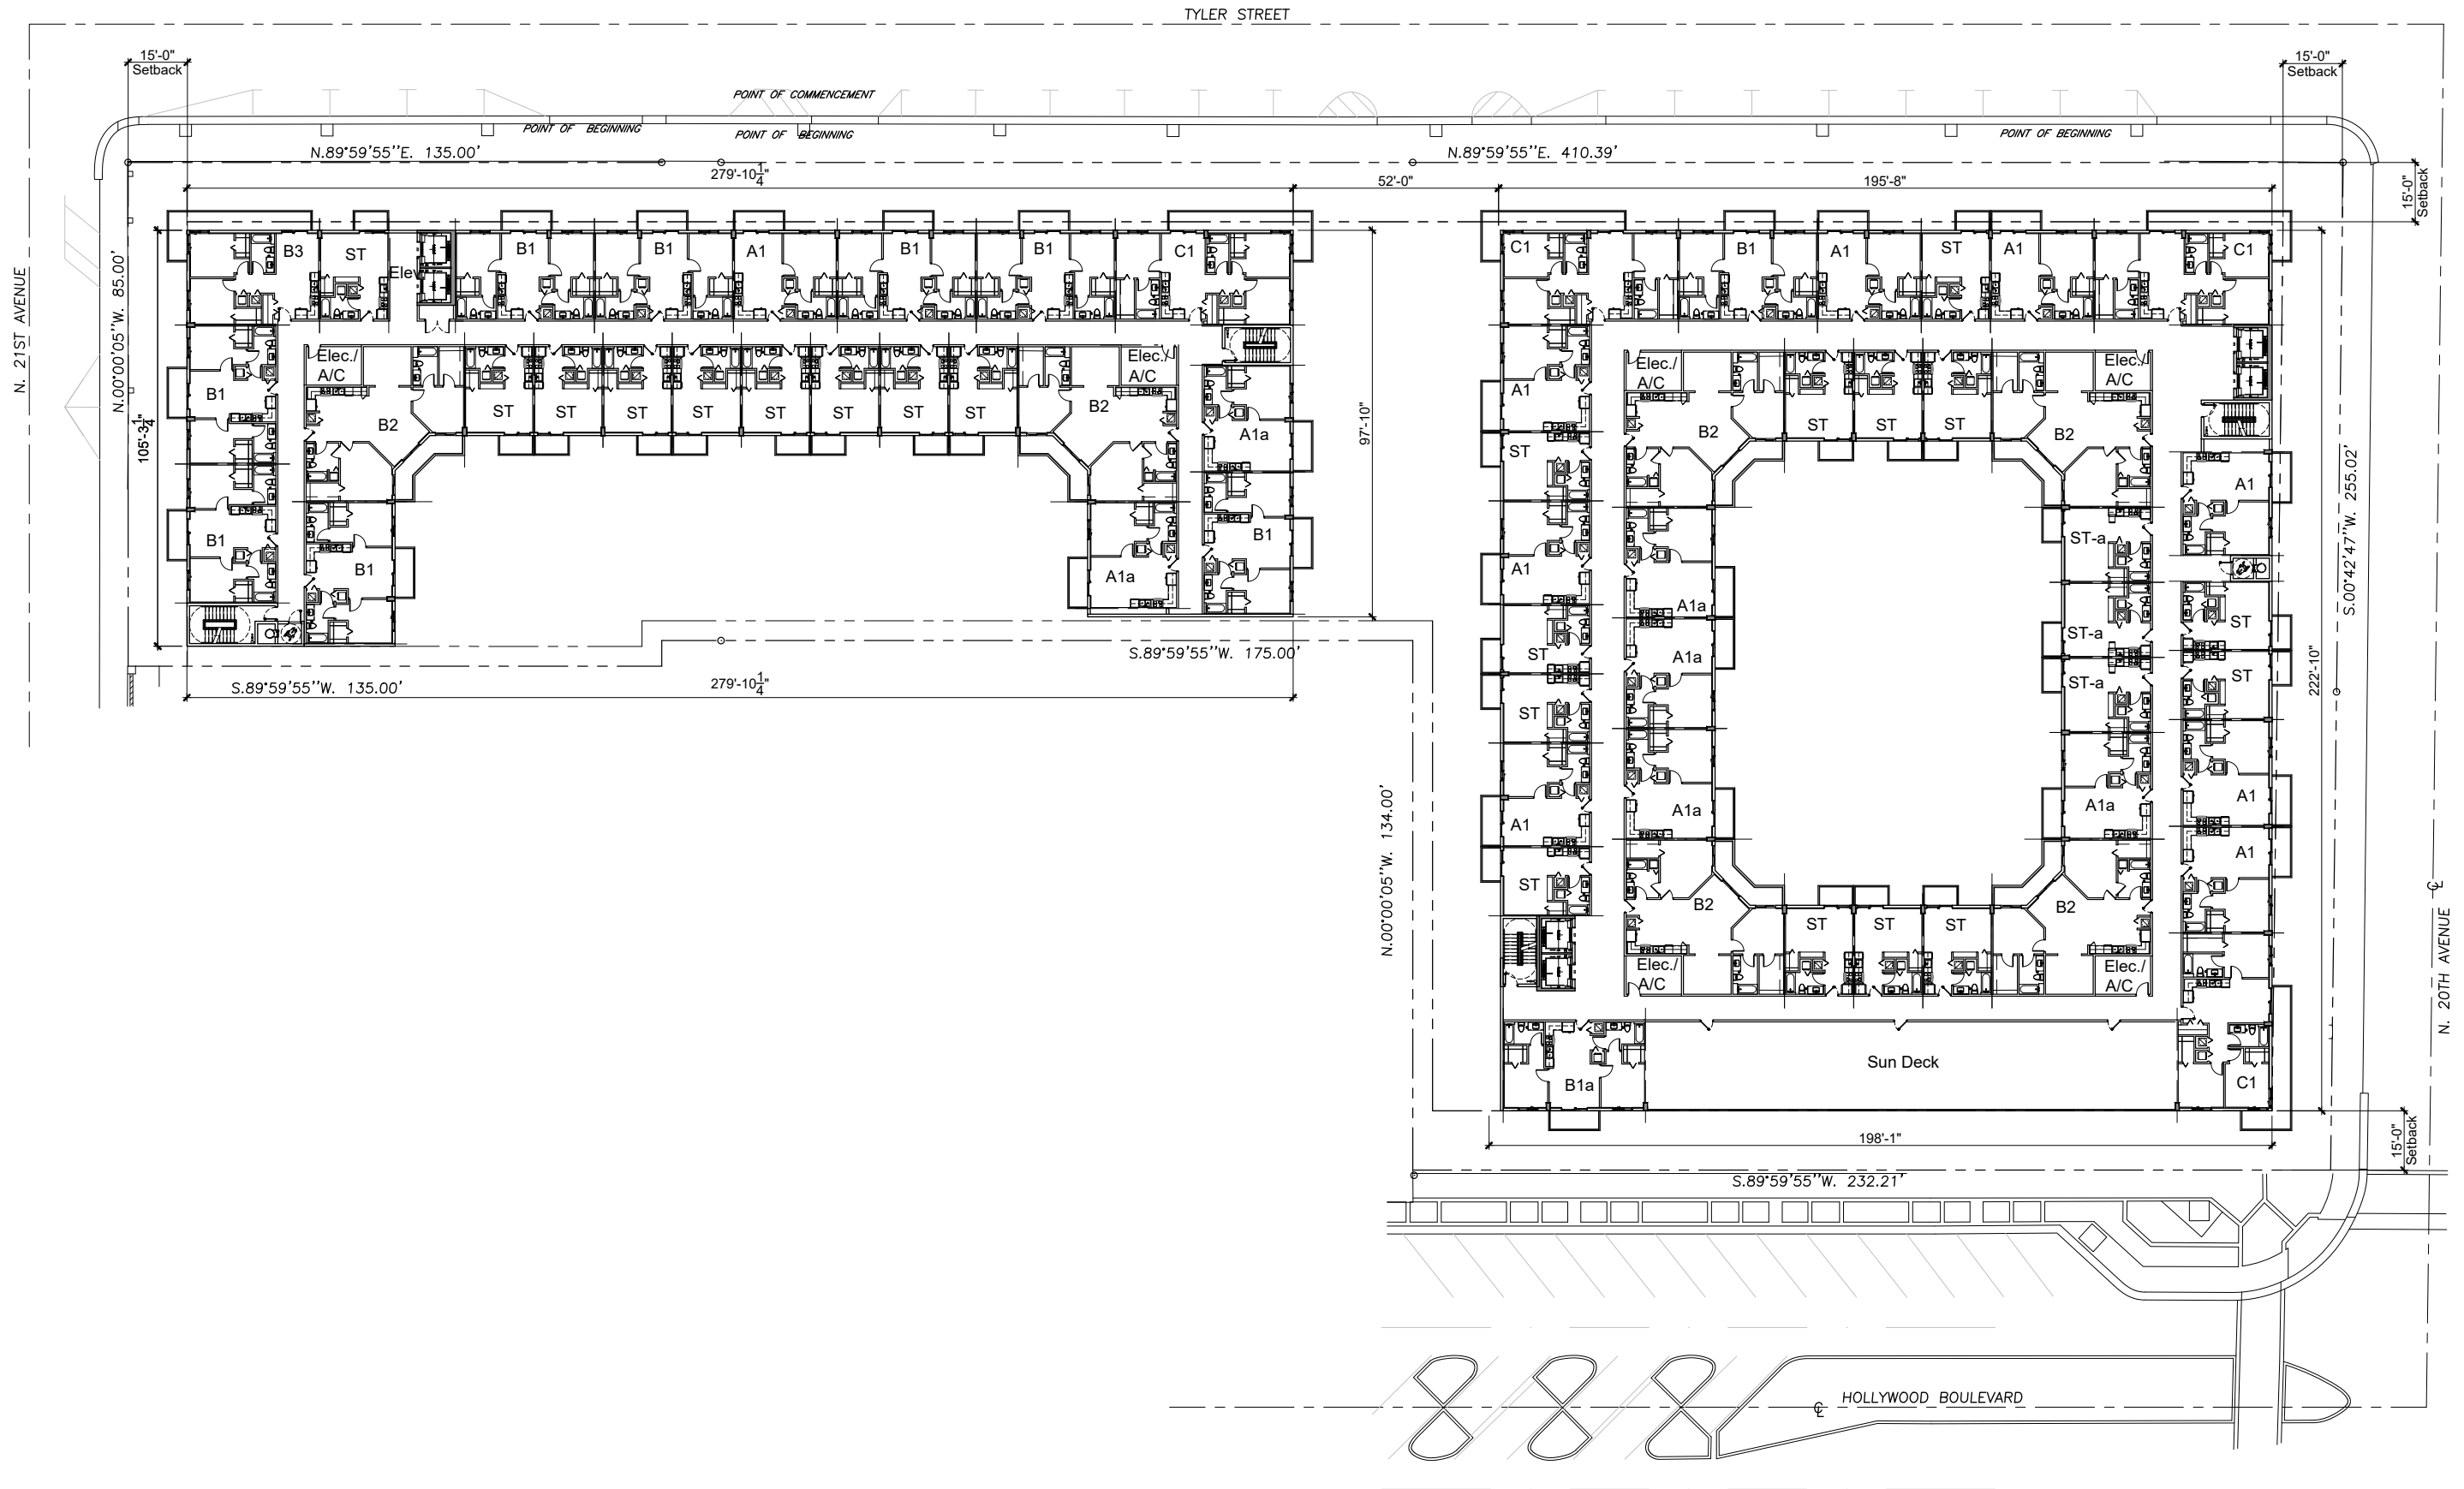 TYLER STREET
15'-0"
Setback
15'-0"
Setback
POINT OF COMMENCEMENT
POINT OF BEGINNING
POINT OF BEGINNING
POINT OF BEGINNING
N.89°59'55"E. 135.00'
N.89°59'55"E. 410.39'
279'-10 1/4"
52'-0"
195'-8"
15'-0"
Setback
N. 21ST AVENUE
N.00°00'05"W. 85.00'
105'-3 1/4"
B3
ST
Elev
B1
B1
A1
B1
B1
C1
Elec./
A/C
Elec./
A/C
B1
B2
ST
ST
ST
ST
ST
ST
ST
ST
B2
A1a
B1
B1
A1a
B1
97'-10"
S.89°59'55"W. 175.00'
S.89°59'55"W. 135.00'
279'-10 1/4"
C1
B1
A1
ST
A1
C1
Elec./
A/C
Elec./
A/C
A1
B2
ST
ST
ST
B2
ST
A1
ST-a
A1
A1a
ST-a
ST
ST
A1a
ST-a
ST
ST
A1
A1a
A1a
A1
A1
ST
B2
ST
ST
ST
B2
Elec./
A/C
Elec./
A/C
Sun Deck
B1a
C1
222'-10"
S.00°42'47"W. 255.02'
N.00°00'05"W. 134.00'
N. 20TH AVENUE
198'-1"
15'-0"
Setback
S.89°59'55"W. 232.21'
HOLLYWOOD BOULEVARD